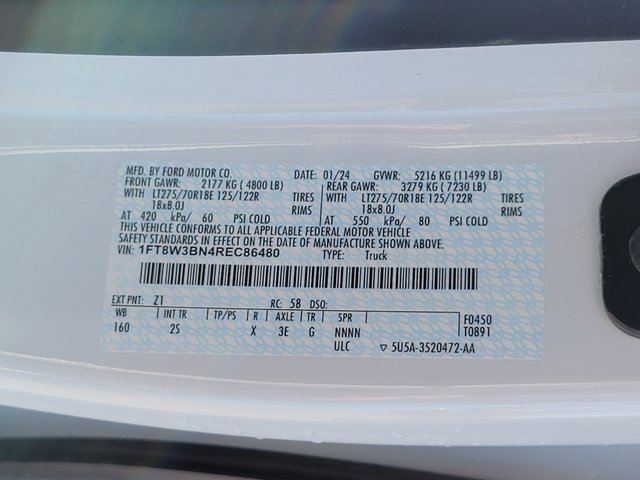 MFD. BY FORD MOTOR CO. DATE: 01/24 GVWR: 5216 KG (11499 LB)
FRONT GAWR: 2177 KG ( 4800 LB) REAR GAWR: 3279 KG ( 7230 LB)
WITH LT275/70R18E 125/122R TIRES WITH LT275/70R18E 125/122R TIRES
18x8.0J RIMS 18x8.0J RIMS
AT 420 kPa/ 60 PSI COLD AT 550 kPa/ 80 PSI COLD
THIS VEHICLE CONFORMS TO ALL APPLICABLE FEDERAL MOTOR VEHICLE
SAFETY STANDARDS IN EFFECT ON THE DATE OF MANUFACTURE SHOWN ABOVE.
VIN: 1FT8W3BN4REC86480 TYPE: Truck
EXT PNT: Z1 RC: 58 DSO: F0450
WB INT TR TP/PS R AXLE TR SPR T0891
160 2S X 3E G NNNN
ULC ▽ 5U5A-3520472-AA